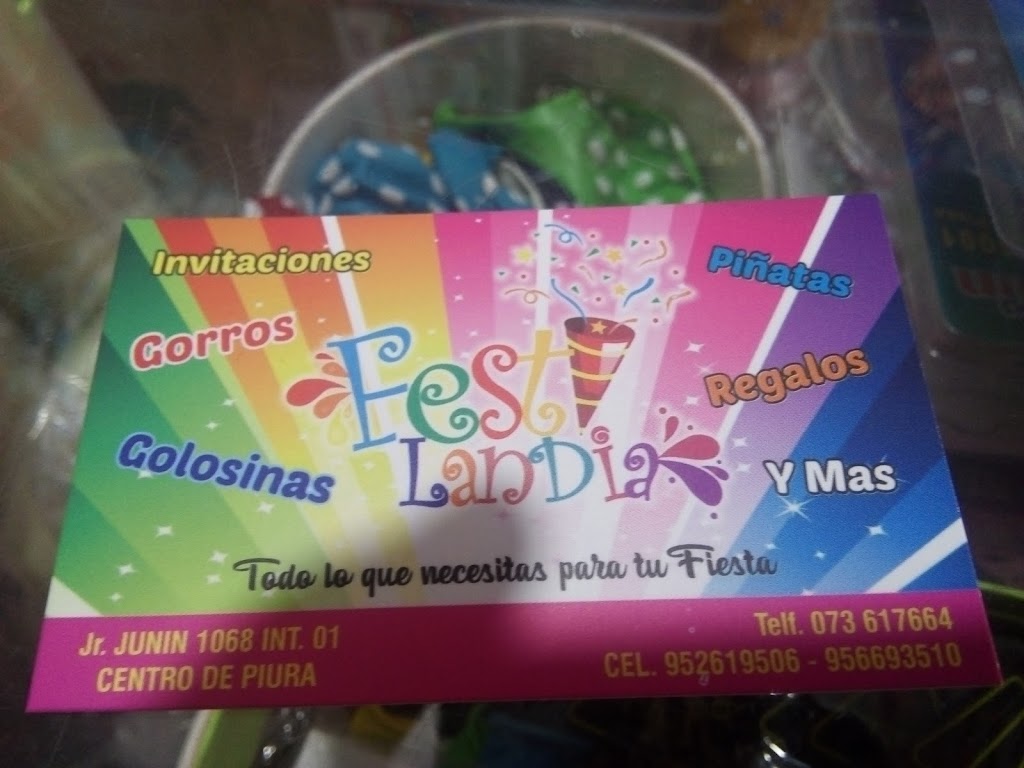 Invitaciones
Gorros
Golosinas
Fest
Landia
Piñatas
Regalos
Y Mas
Todo lo que necesitas para tu Fiesta
Jr. JUNIN 1068 INT. 01
CENTRO DE PIURA
Telf. 073 617664
CEL. 952619506 - 956693510